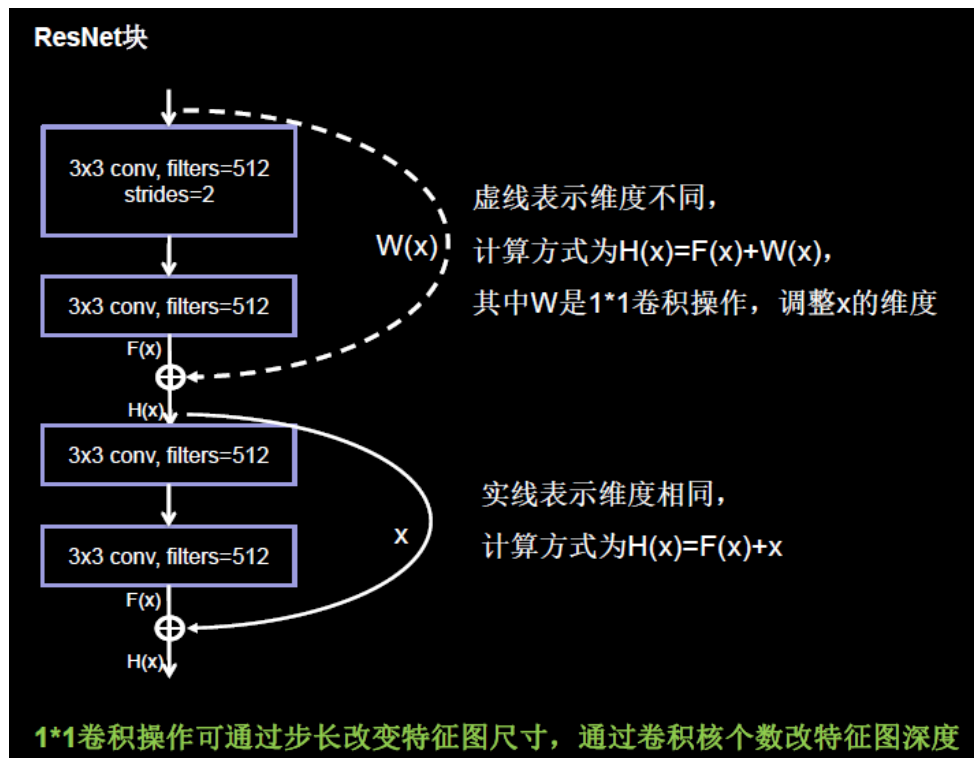 ResNet块
3x3 conv, filters=512
strides=2
W(x)
虚线表示维度不同，
计算方式为H(x)=F(x)+W(x)，
其中W是1*1卷积操作，调整x的维度
3x3 conv, filters=512
F(x)
H(x)
3x3 conv, filters=512
x
实线表示维度相同，
计算方式为H(x)=F(x)+x
3x3 conv, filters=512
F(x)
H(x)
1*1卷积操作可通过步长改变特征图尺寸，通过卷积核个数改特征图深度